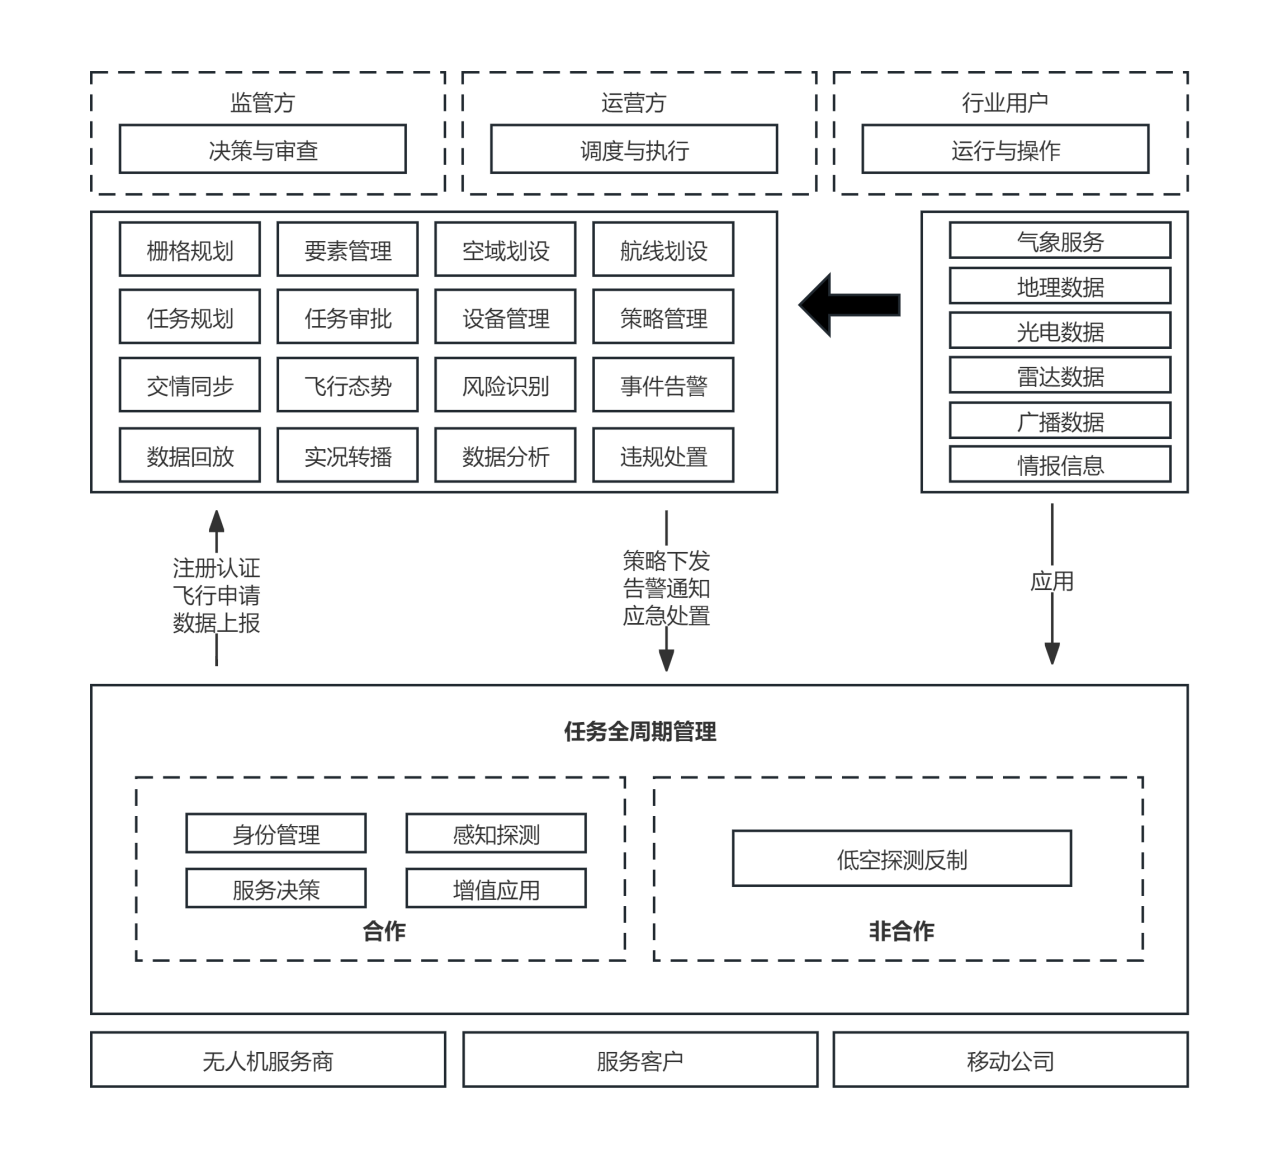 监管方
决策与审查
运营方
调度与执行
行业用户
运行与操作
栅格规划
要素管理
空域划设
航线划设
任务规划
任务审批
设备管理
策略管理
交情同步
飞行态势
风险识别
事件告警
数据回放
实况转播
数据分析
违规处置
气象服务
地理数据
光电数据
雷达数据
广播数据
情报信息
注册认证
飞行申请
数据上报
策略下发
告警通知
应急处置
应用
任务全周期管理
身份管理
感知探测
服务决策
增值应用
合作
低空探测反制
非合作
无人机服务商
服务客户
移动公司